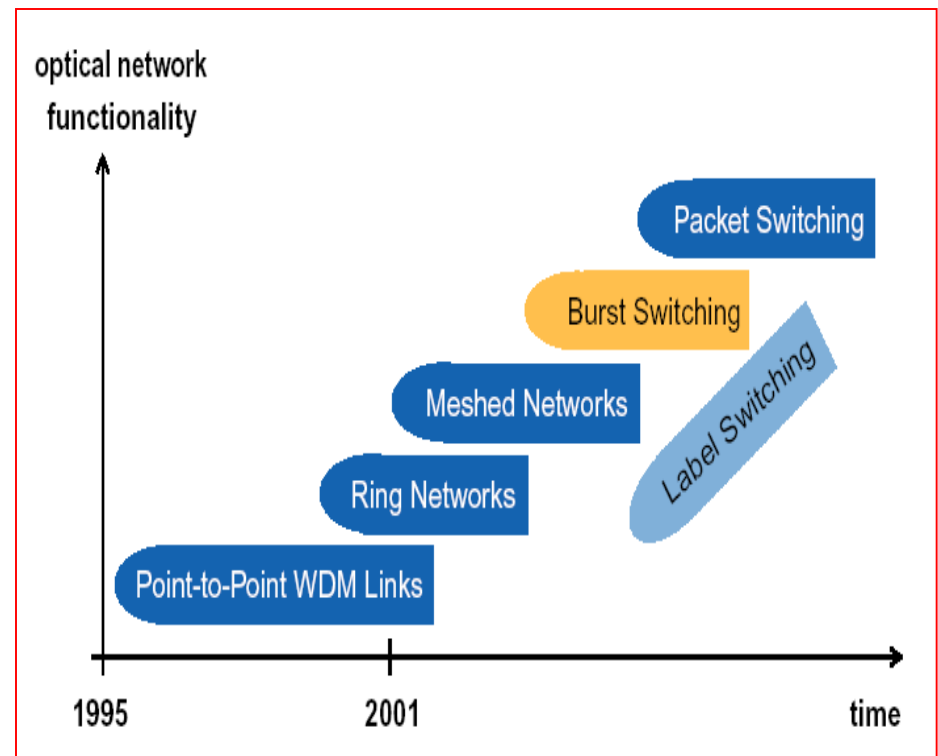 optical network
functionality
Packet Switching
Burst Switching
Meshed Networks
Label Switching
Ring Networks
Point-to-Point WDM Links
1995
2001
time